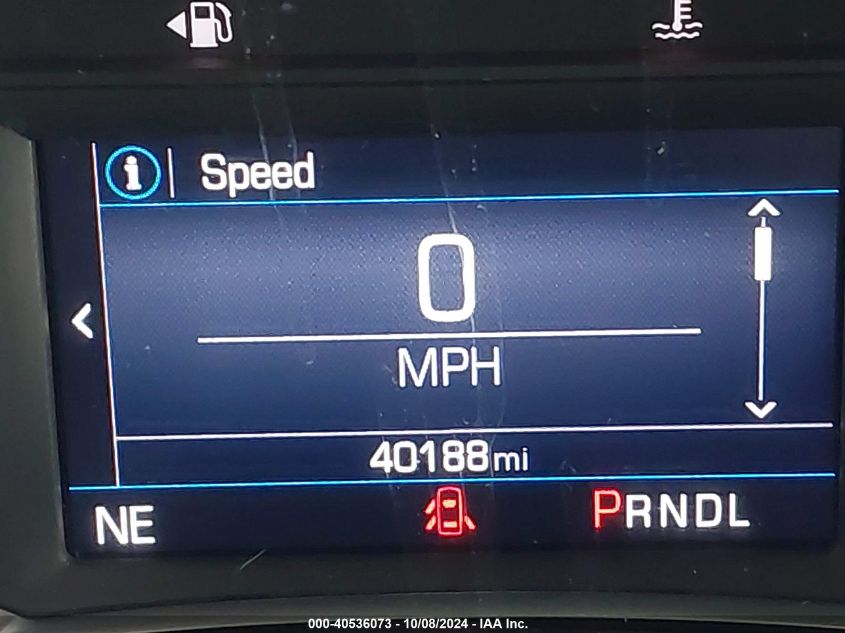 Speed
0
MPH
40188mi
NE PRNDL
000-40536073 - 10/08/2024 - IAA Inc.